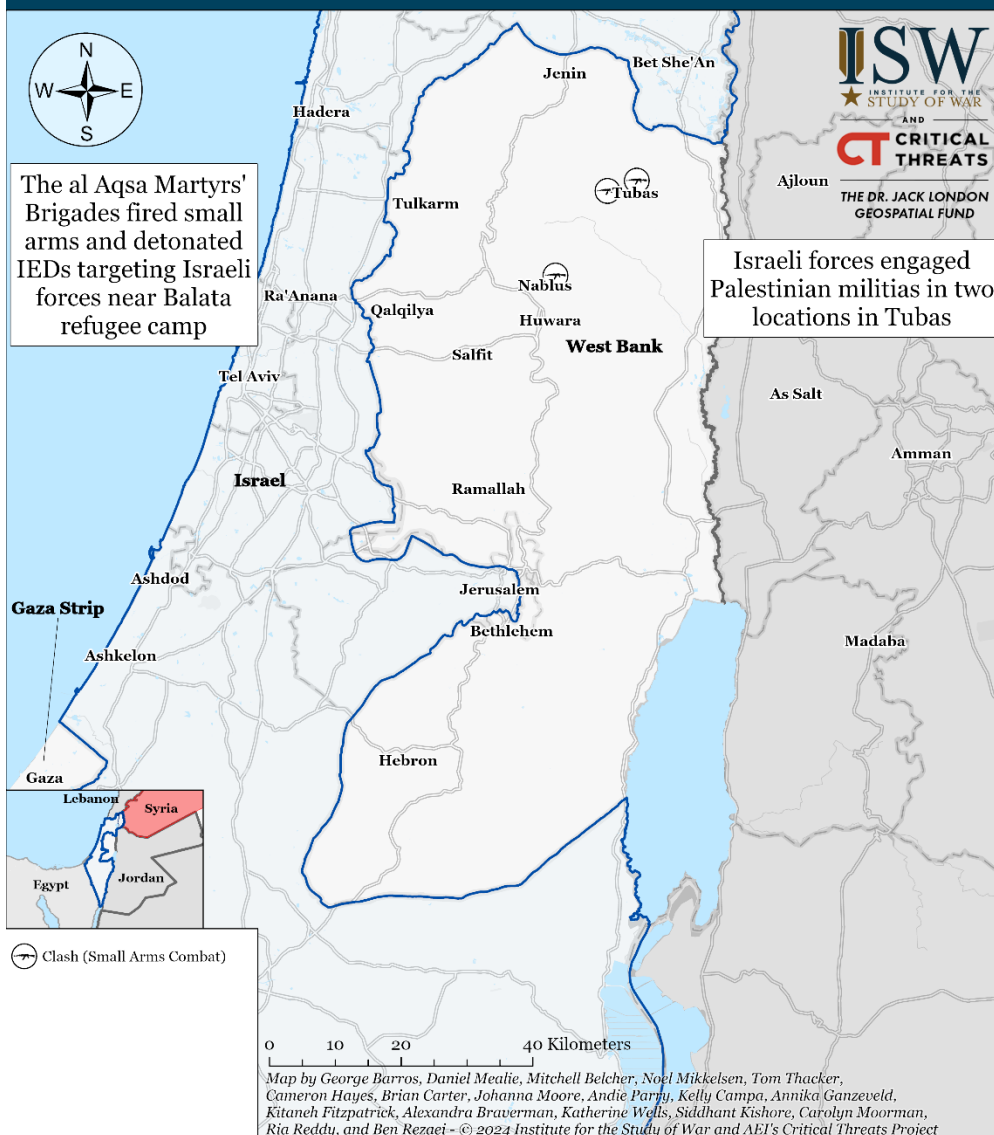 N
W E
S
ISW
INSTITUTE FOR THE
STUDY OF WAR
AND
CT CRITICAL
THREATS
THE DR. JACK LONDON
GEOSPATIAL FUND
The al Aqsa Martyrs'
Brigades fired small
arms and detonated
IEDs targeting Israeli
forces near Balata
refugee camp
Israeli forces engaged
Palestinian militias in two
locations in Tubas
Jenin
Bet She'An
Hadera
Ajloun
Tubas
Tulkarm
Nablus
Ra'Anana
Qalqilya
Huwara
West Bank
Salfit
Tel Aviv
As Salt
Amman
Israel
Ramallah
Ashdod
Jerusalem
Gaza Strip
Bethlehem
Madaba
Ashkelon
Hebron
Gaza
Lebanon
Syria
Egypt
Jordan
Clash (Small Arms Combat)
0 10 20 40 Kilometers
Map by George Barros, Daniel Mealie, Mitchell Belcher, Noel Mikkelsen, Tom Thacker,
Cameron Hayes, Brian Carter, Johanna Moore, Andie Parry, Kelly Campa, Annika Ganzeveld,
Kitaneh Fitzpatrick, Alexandra Braverman, Katherine Wells, Siddhant Kishore, Carolyn Moorman,
Ria Reddy, and Ben Rezaei - © 2024 Institute for the Study of War and AEI's Critical Threats Project